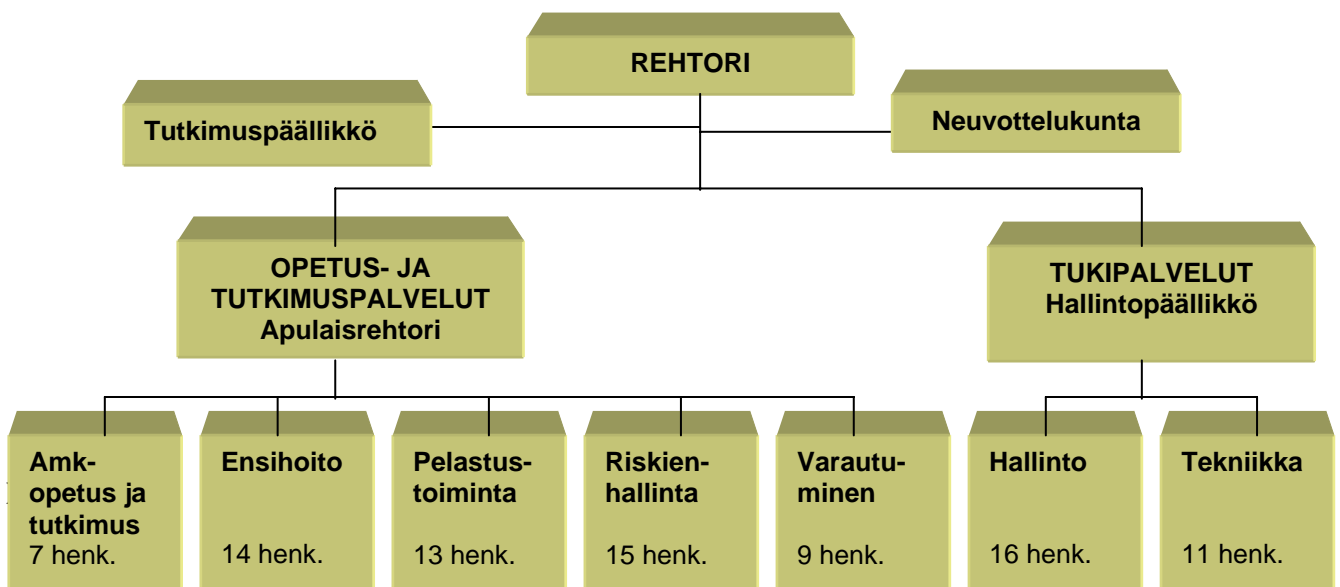 REHTORI
Tutkimuspäällikkö
Neuvottelukunta
OPETUS- JA
TUTKIMUSPALVELUT
Apulaisrehtori
TUKIPALVELUT
Hallintopäällikkö
Amk-
opetus ja
tutkimus
7 henk.
Ensihoito
14 henk.
Pelastus-
toiminta
13 henk.
Riskien-
hallinta
15 henk.
Varautu-
minen
9 henk.
Hallinto
16 henk.
Tekniikka
11 henk.